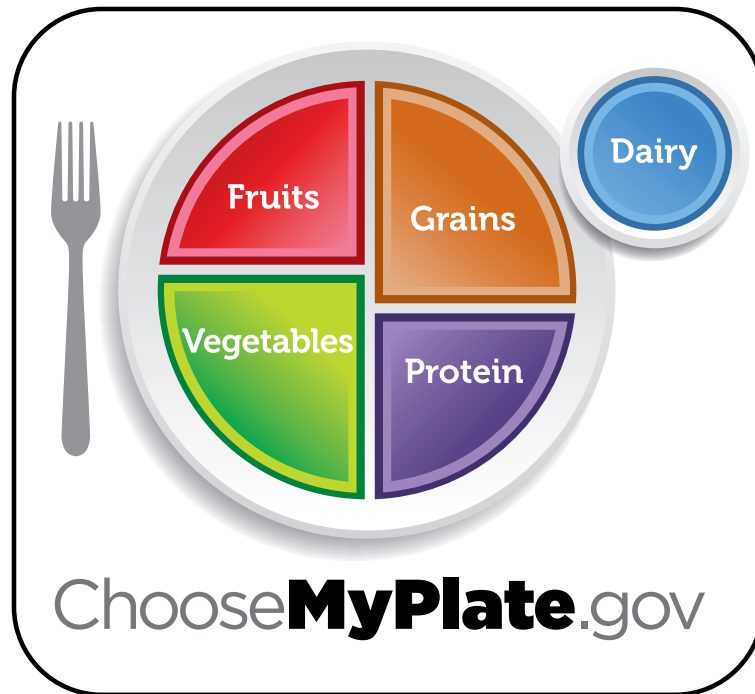 Fruits
Grains
Dairy
Vegetables
Protein
ChooseMyPlate.gov